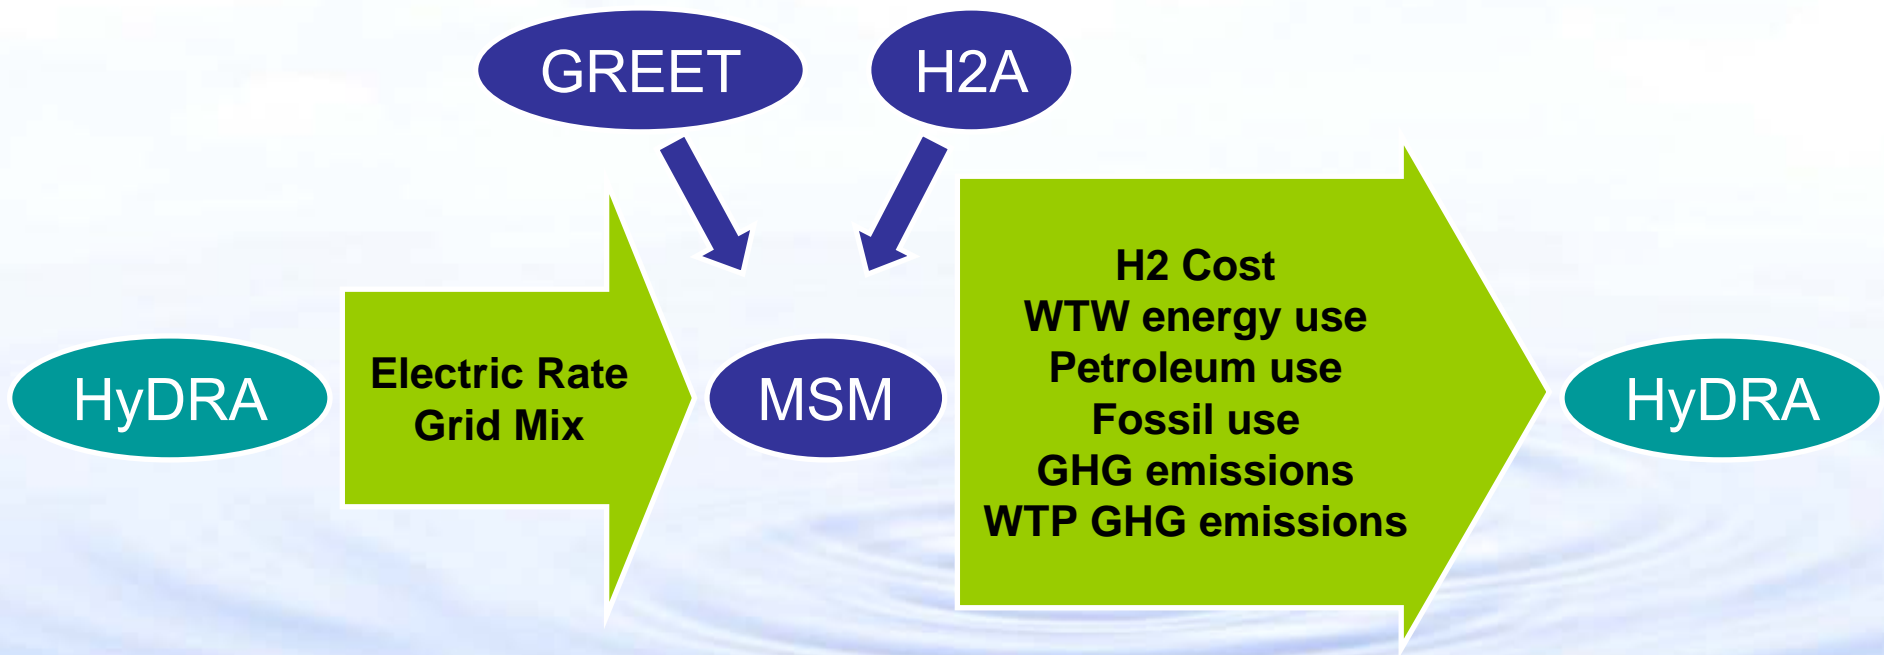 GREET
H2A
HyDRA
Electric Rate
Grid Mix
MSM
H2 Cost
WTW energy use
Petroleum use
Fossil use
GHG emissions
WTP GHG emissions
HyDRA